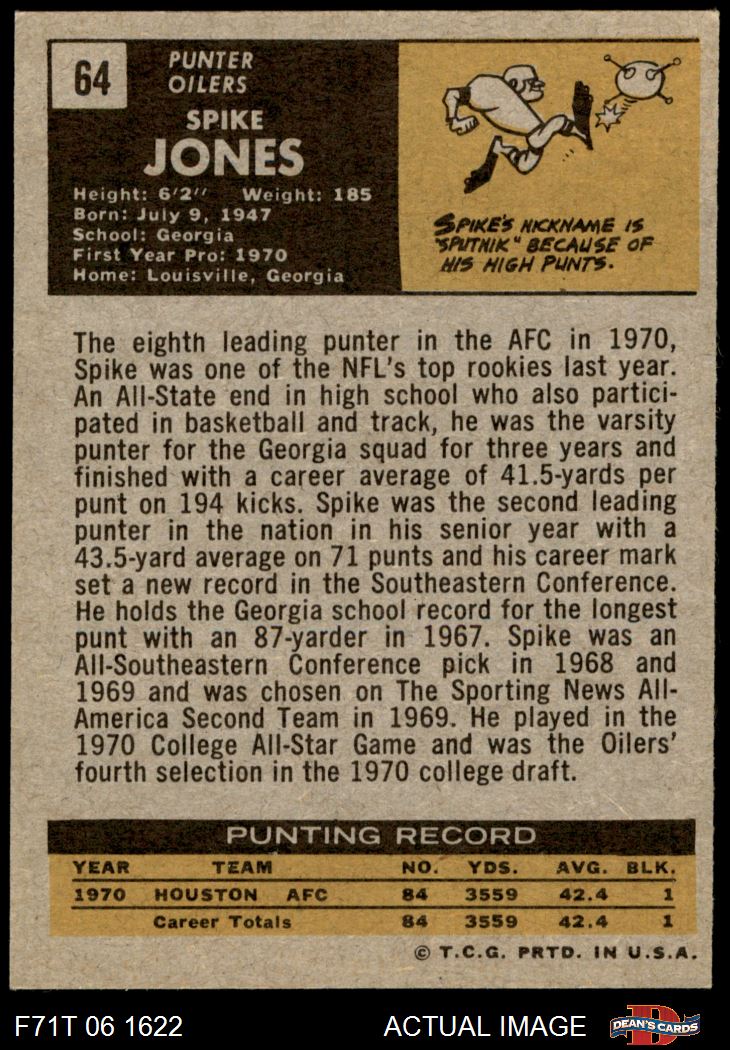 64
PUNTER
OILERS
SPIKE
JONES
Height: 6'2" Weight: 185
Born: July 9, 1947
School: Georgia
First Year Pro: 1970
Home: Louisville, Georgia
SPIKE'S NICKNAME IS
"SPUTNIK" BECAUSE OF
HIS HIGH PUNTS.
The eighth leading punter in the AFC in 1970,
Spike was one of the NFL's top rookies last year.
An All-State end in high school who also partici-
pated in basketball and track, he was the varsity
punter for the Georgia squad for three years and
finished with a career average of 41.5-yards per
punt on 194 kicks. Spike was the second leading
punter in the nation in his senior year with a
43.5-yard average on 71 punts and his career mark
set a new record in the Southeastern Conference.
He holds the Georgia school record for the longest
punt with an 87-yarder in 1967. Spike was an
All-Southeastern Conference pick in 1968 and
1969 and was chosen on The Sporting News All-
America Second Team in 1969. He played in the
1970 College All-Star Game and was the Oilers'
fourth selection in the 1970 college draft.
PUNTING RECORD
YEAR TEAM NO. YDS. AVG. BLK.
1970 HOUSTON AFC 84 3559 42.4 1
Career Totals 84 3559 42.4 1
© T.C.G. PRTD. IN U.S.A.
F71T 06 1622 ACTUAL IMAGE D DEAN'S CARDS